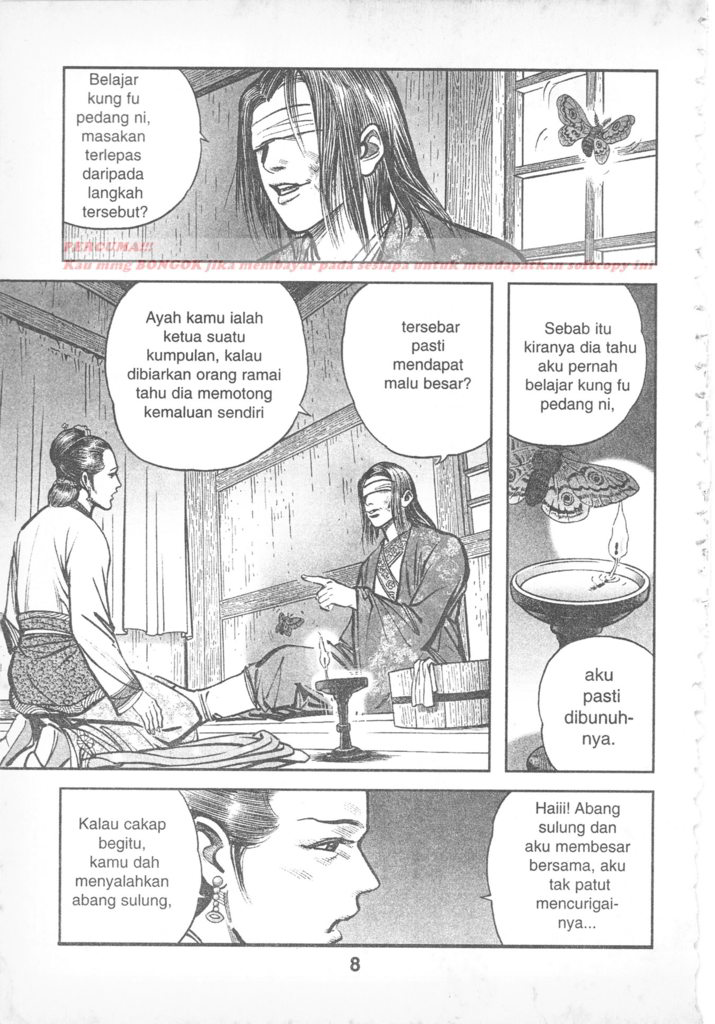 Belajar
kung fu
pedang ni,
masakan
terlepas
daripada
langkah
tersebut?
PERCUMA!!!
Kau mmg BONGOK jika membayar pada sesiapa untuk mendapatkan softcopy ini
Ayah kamu ialah
ketua suatu
kumpulan, kalau
dibiarkan orang ramai
tahu dia memotong
kemaluan sendiri
tersebar
pasti
mendapat
malu besar?
Sebab itu
kiranya dia tahu
aku pernah
belajar kung fu
pedang ni,
aku
pasti
dibunuh-
nya.
Kalau cakap
begitu,
kamu dah
menyalahkan
abang sulung,
Haiii! Abang
sulung dan
aku membesar
bersama, aku
tak patut
mencurigai-
nya...
8